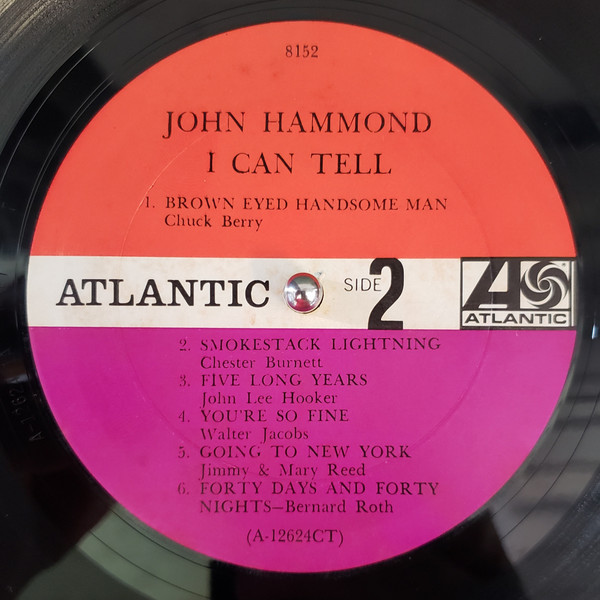 8152
JOHN HAMMOND
I CAN TELL
1. BROWN EYED HANDSOME MAN
Chuck Berry
ATLANTIC
SIDE 2
ATLANTIC
2. SMOKESTACK LIGHTNING
Chester Burnett
3. FIVE LONG YEARS
John Lee Hooker
4. YOU'RE SO FINE
Walter Jacobs
5. GOING TO NEW YORK
Jimmy & Mary Reed
6. FORTY DAYS AND FORTY
NIGHTS—Bernard Roth
(A-12624CT)